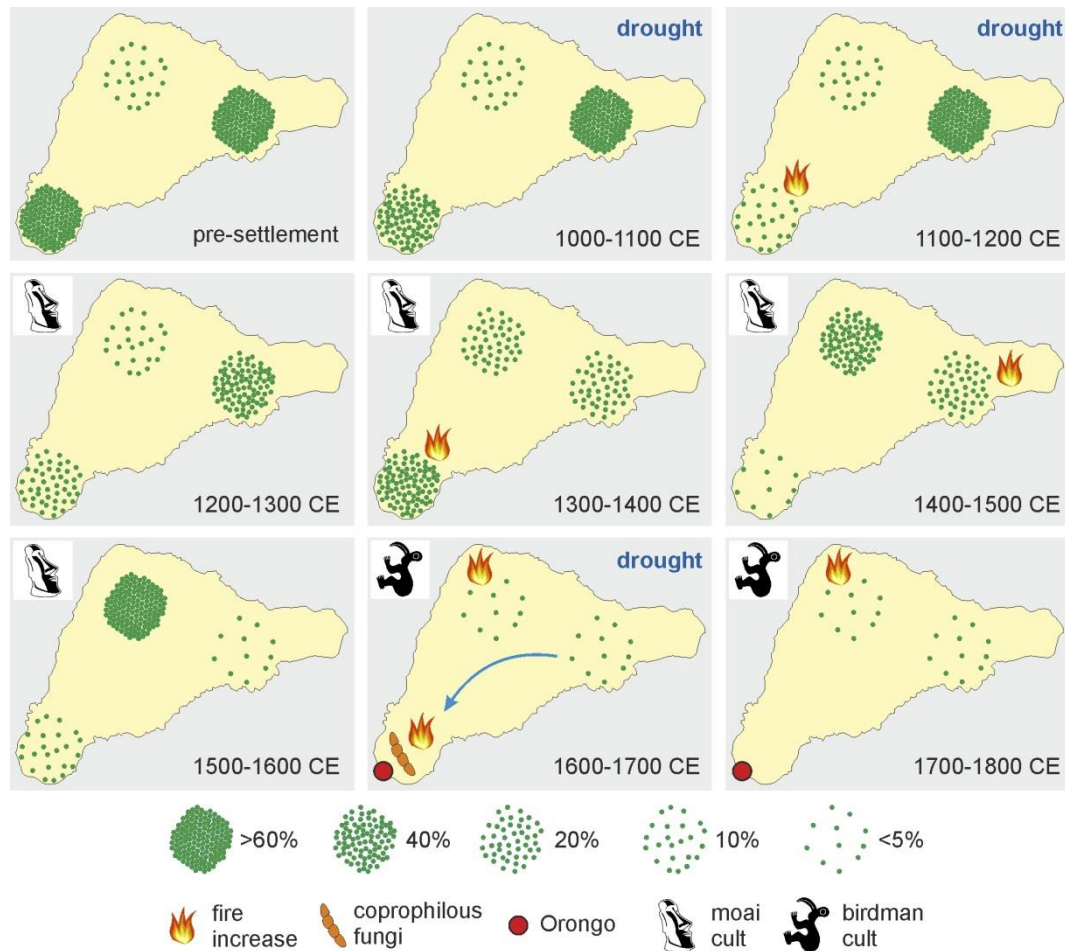 drought
drought
pre-settlement
1000-1100 CE
1100-1200 CE
1200-1300 CE
1300-1400 CE
1400-1500 CE
drought
1500-1600 CE
1600-1700 CE
1700-1800 CE
>60%
40%
20%
10%
<5%
fire
increase
coprophilous
fungi
Orongo
moai
cult
birdman
cult